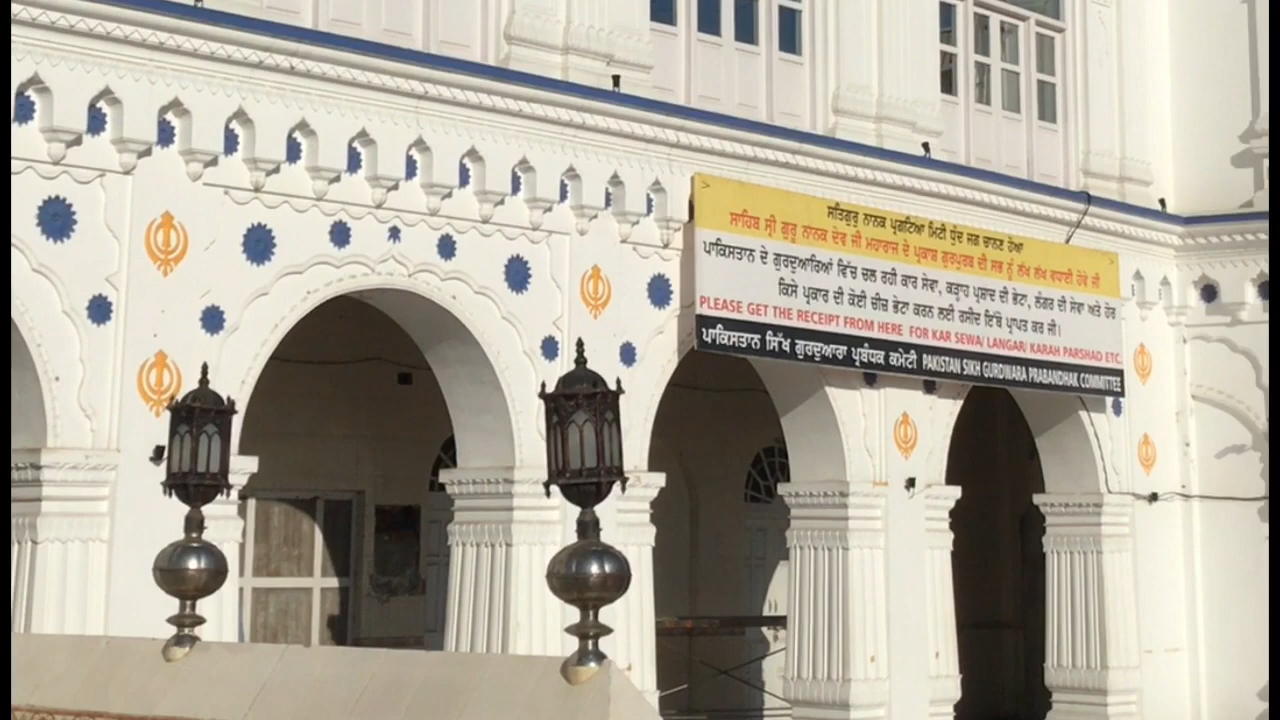 ਸਤਿਗੁਰੂ ਨਾਨਕ ਪ੍ਰਗਟਿਆ ਮਿਟੀ ਧੁੰਦ ਜਗ ਚਾਨਣ ਹੋਆ
ਸਾਹਿਬ ਸ੍ਰੀ ਗੁਰੂ ਨਾਨਕ ਦੇਵ ਜੀ ਮਹਾਰਾਜ ਦੇ ਪ੍ਰਕਾਸ਼ ਗੁਰਪੁਰਬ ਦੀ ਸਭ ਨੂੰ ਲੱਖ ਲੱਖ ਵਧਾਈ ਹੋਵੇ ਜੀ
ਪਾਕਿਸਤਾਨ ਦੇ ਗੁਰਦੁਆਰਿਆਂ ਵਿੱਚ ਚਲ ਰਹੀ ਕਾਰ ਸੇਵਾ, ਕੜਾਹ ਪ੍ਰਸ਼ਾਦ ਦੀ ਭੇਟਾ, ਲੰਗਰ ਦੀ ਸੇਵਾ ਅਤੇ ਹੋਰ
ਕਿਸੇ ਪ੍ਰਕਾਰ ਦੀ ਕੋਈ ਚੀਜ਼ ਭੇਟਾ ਕਰਨ ਲਈ ਰਸੀਦ ਇੱਥੋ ਪ੍ਰਾਪਤ ਕਰ ਜੀ।
PLEASE GET THE RECEIPT FROM HERE FOR KAR SEWA/ LANGAR/ KARAH PARSHAD ETC.
ਪਾਕਿਸਤਾਨ ਸਿੱਖ ਗੁਰਦੁਆਰਾ ਪ੍ਰਬੰਧਕ ਕਮੇਟੀ PAKISTAN SIKH GURDWARA PRABANDHAK COMMITTEE